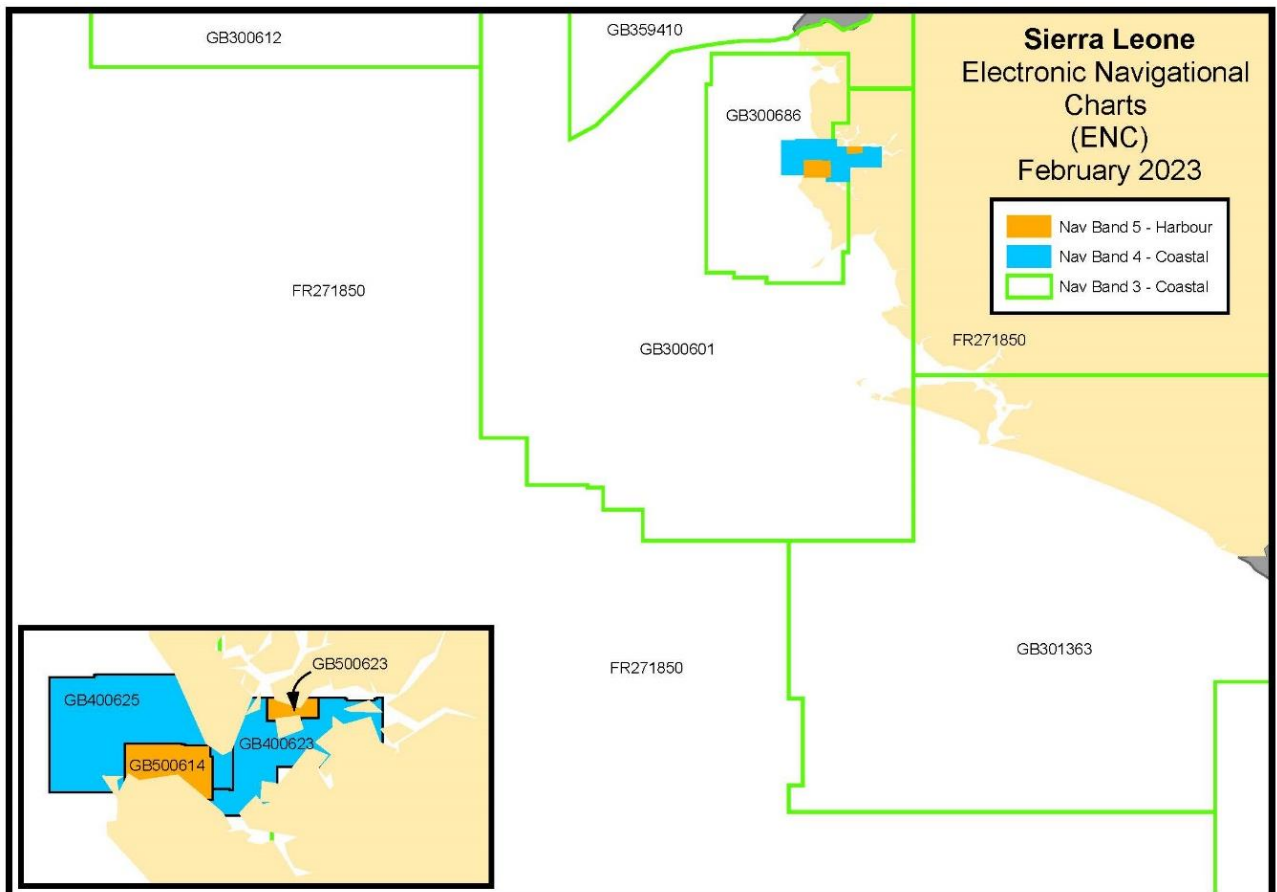 GB300612
GB359410
Sierra Leone
Electronic Navigational
Charts
(ENC)
February 2023
GB300686
Nav Band 5 - Harbour
Nav Band 4 - Coastal
Nav Band 3 - Coastal
FR271850
GB300601
FR271850
FR271850
GB301363
GB500623
GB400625
GB400623
GB500614